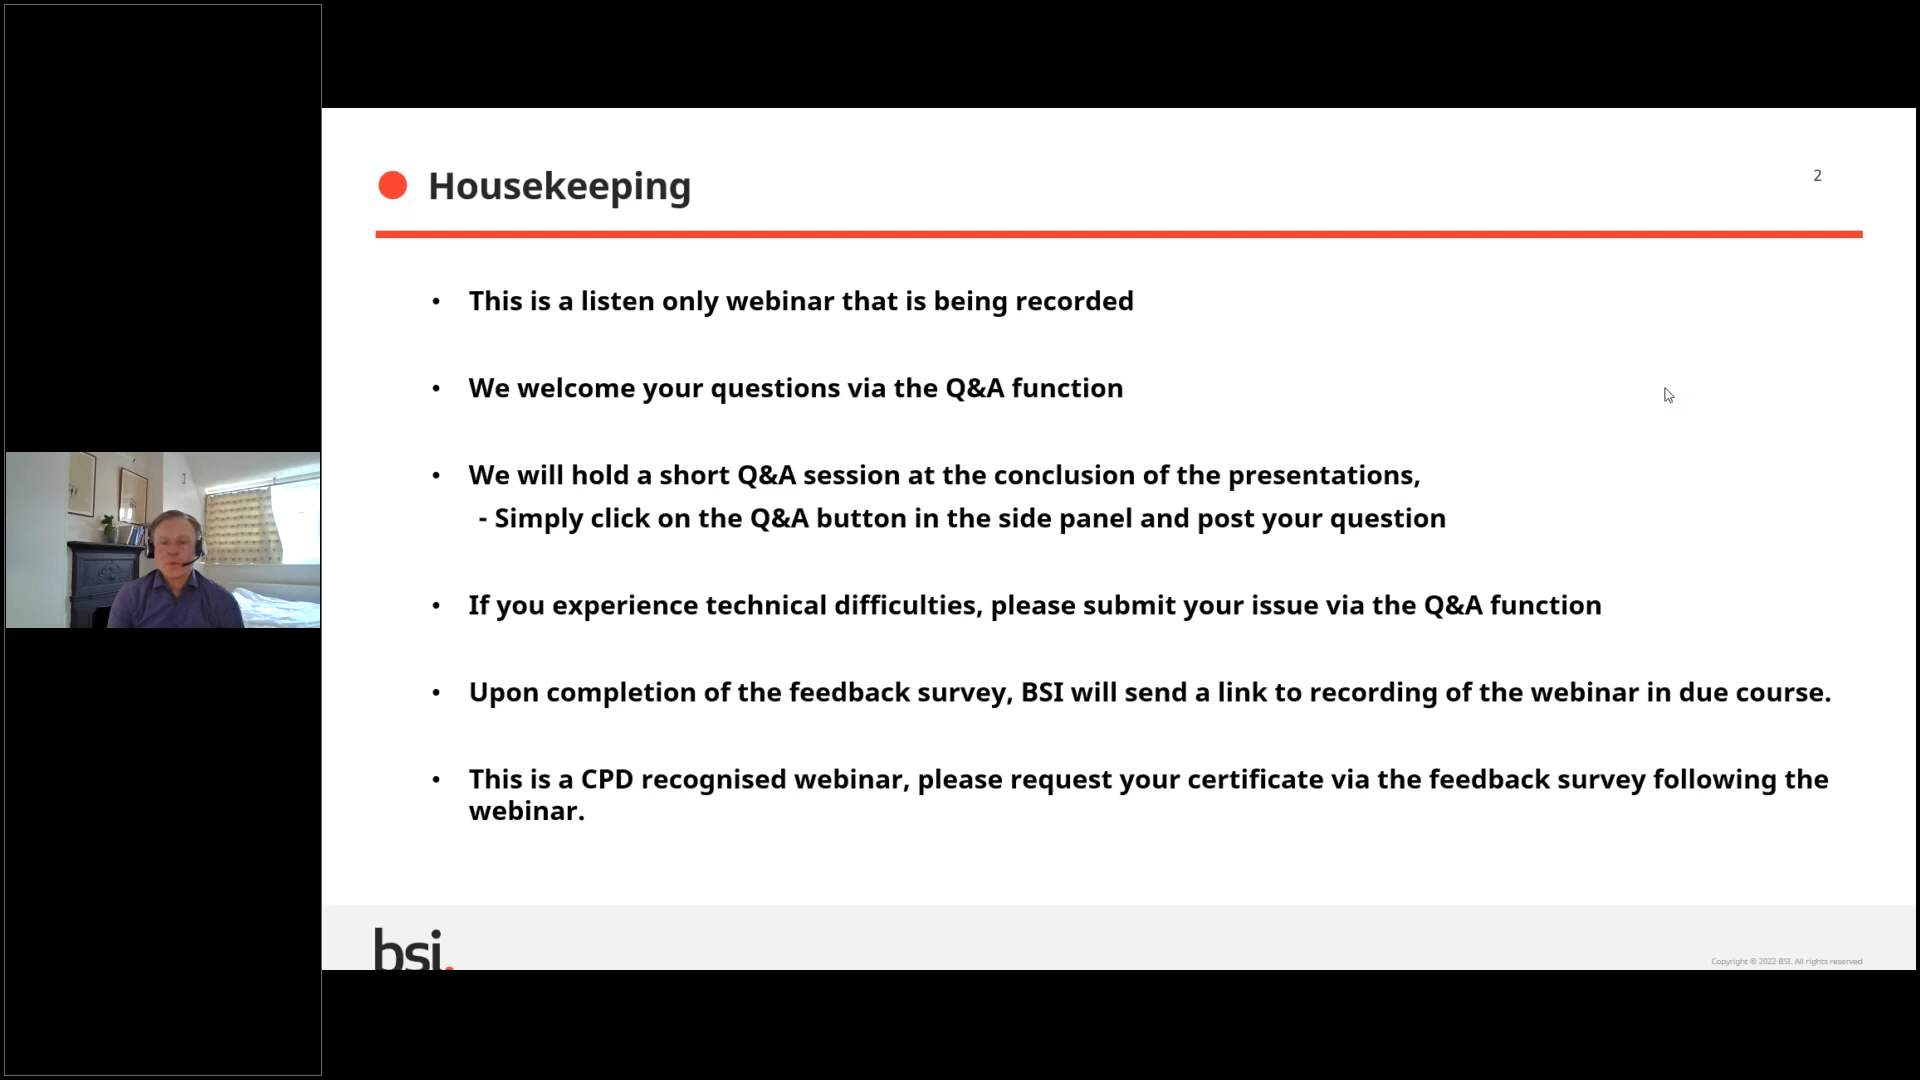 Housekeeping
2
• This is a listen only webinar that is being recorded
• We welcome your questions via the Q&A function
• We will hold a short Q&A session at the conclusion of the presentations,
- Simply click on the Q&A button in the side panel and post your question
• If you experience technical difficulties, please submit your issue via the Q&A function
• Upon completion of the feedback survey, BSI will send a link to recording of the webinar in due course.
• This is a CPD recognised webinar, please request your certificate via the feedback survey following the
webinar.
bsi.
Copyright © 2022 BSI. All rights reserved